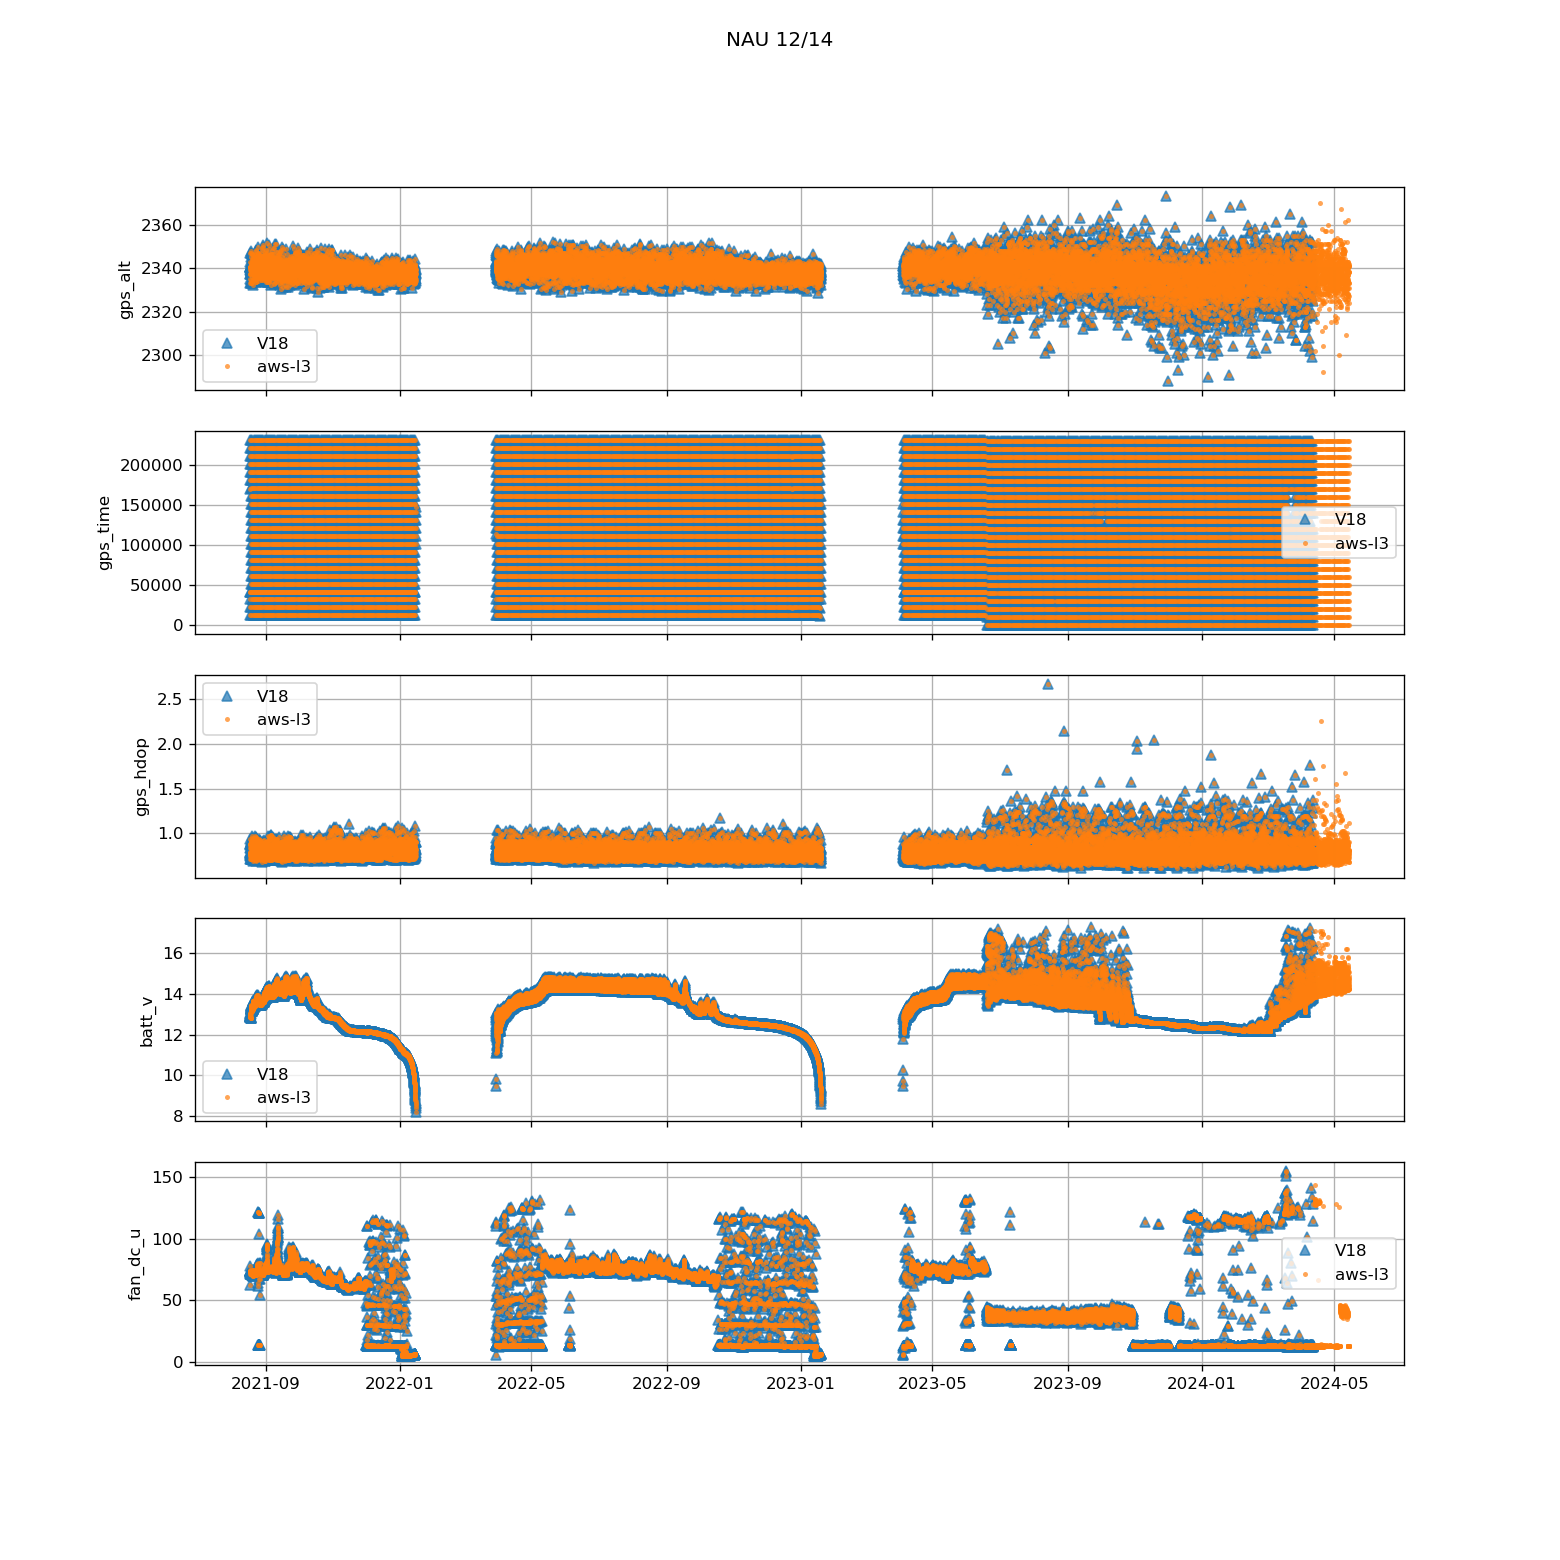 NAU 12/14
gps_alt
2360
2340
2320
2300
V18
aws-l3
gps_time
200000
150000
100000
50000
0
V18
aws-l3
gps_hdop
2.5
2.0
1.5
1.0
V18
aws-l3
batt_v
16
14
12
10
8
V18
aws-l3
fan_dc_u
150
100
50
0
V18
aws-l3
2021-09 2022-01 2022-05 2022-09 2023-01 2023-05 2023-09 2024-01 2024-05